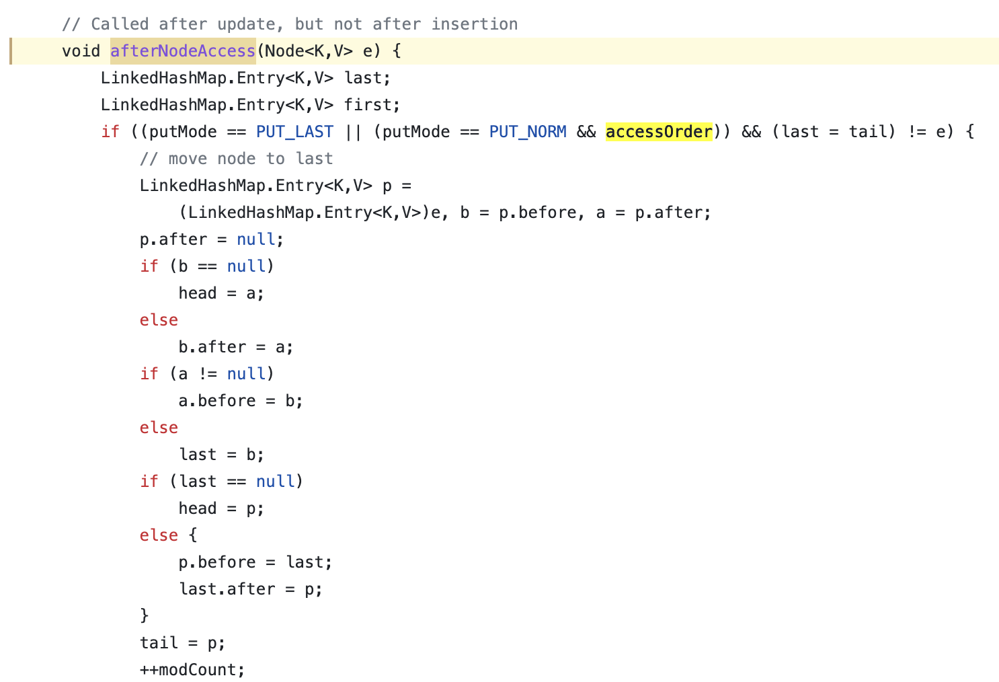 // Called after update, but not after insertion
void afterNodeAccess(Node<K,V> e) {
LinkedHashMap.Entry<K,V> last;
LinkedHashMap.Entry<K,V> first;
if ((putMode == PUT_LAST || (putMode == PUT_NORM && accessOrder)) && (last = tail) != e) {
// move node to last
LinkedHashMap.Entry<K,V> p =
(LinkedHashMap.Entry<K,V>)e, b = p.before, a = p.after;
p.after = null;
if (b == null)
head = a;
else
b.after = a;
if (a != null)
a.before = b;
else
last = b;
if (last == null)
head = p;
else {
p.before = last;
last.after = p;
}
tail = p;
++modCount;